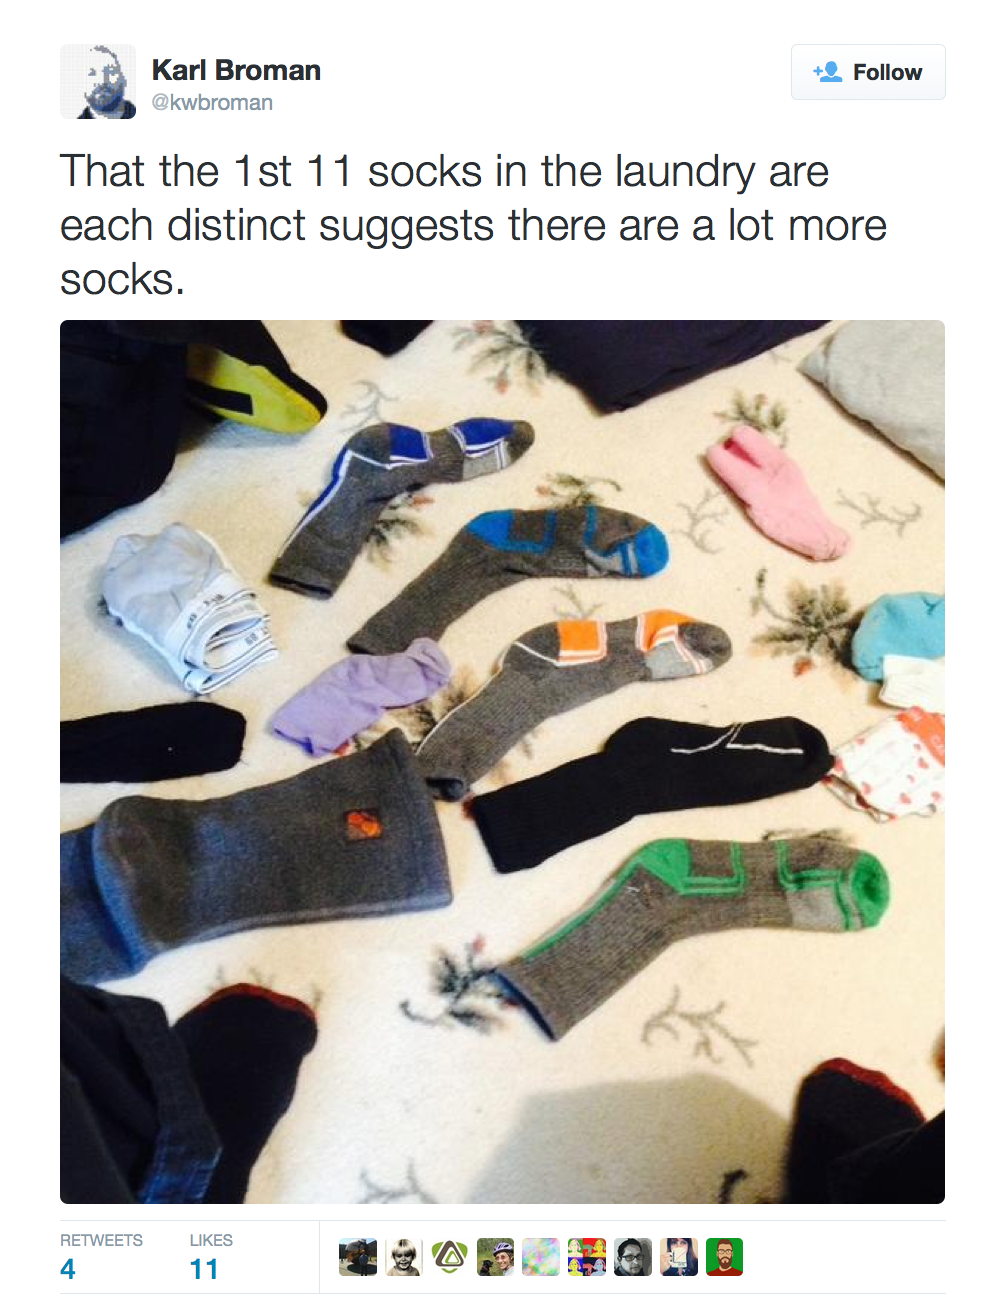 Karl Broman
@kwbroman
Follow
That the 1st 11 socks in the laundry are
each distinct suggests there are a lot more
socks.
RETWEETS
4
LIKES
11